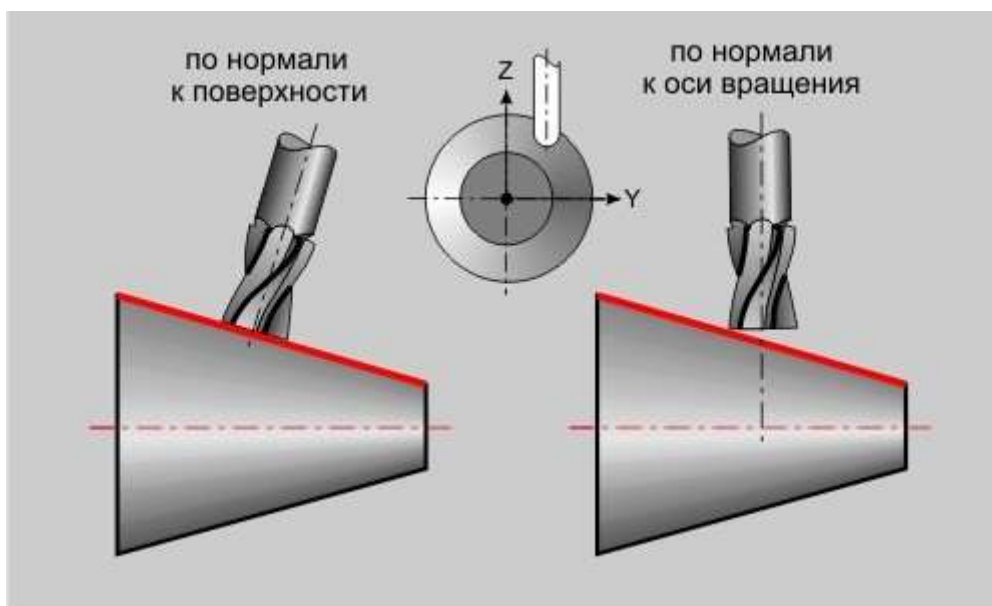 по нормали
к поверхности
Z
Y
по нормали
к оси вращения